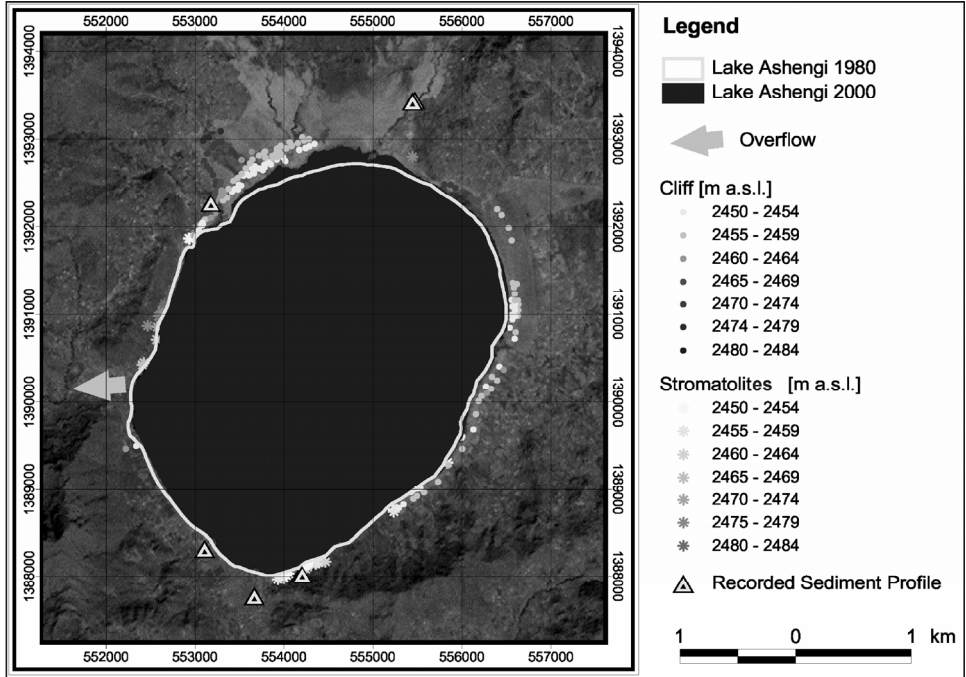 552000 553000 554000 555000 556000 557000
1394000 1393000 1392000 1391000 1390000 1389000 1388000
1394000 1393000 1392000 1391000 1390000 1389000 1388000
552000 553000 554000 555000 556000 557000
Legend
Lake Ashengi 1980
Lake Ashengi 2000
Overflow
Cliff [m a.s.l.]
2450 - 2454
2455 - 2459
2460 - 2464
2465 - 2469
2470 - 2474
2474 - 2479
2480 - 2484
Stromatolites [m a.s.l.]
2450 - 2454
2455 - 2459
2460 - 2464
2465 - 2469
2470 - 2474
2475 - 2479
2480 - 2484
Recorded Sediment Profile
1 0 1 km